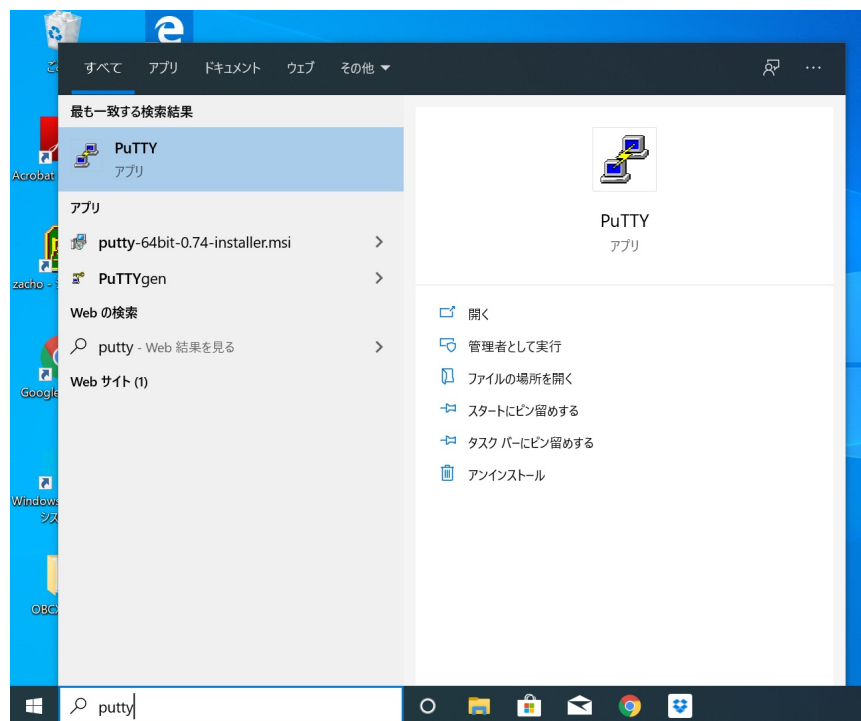 すべて アプリ ドキュメント ウェブ その他
最も一致する検索結果
PuTTY
アプリ
アプリ
putty-64bit-0.74-installer.msi
PuTTYgen
Web の検索
putty - Web 結果を見る
Web サイト (1)
PuTTY
アプリ
開く
管理者として実行
ファイルの場所を開く
スタートにピン留めする
タスク バーにピン留めする
アンインストール
Acrobat
zacho -
Google
Windows
シス
OBC
putty